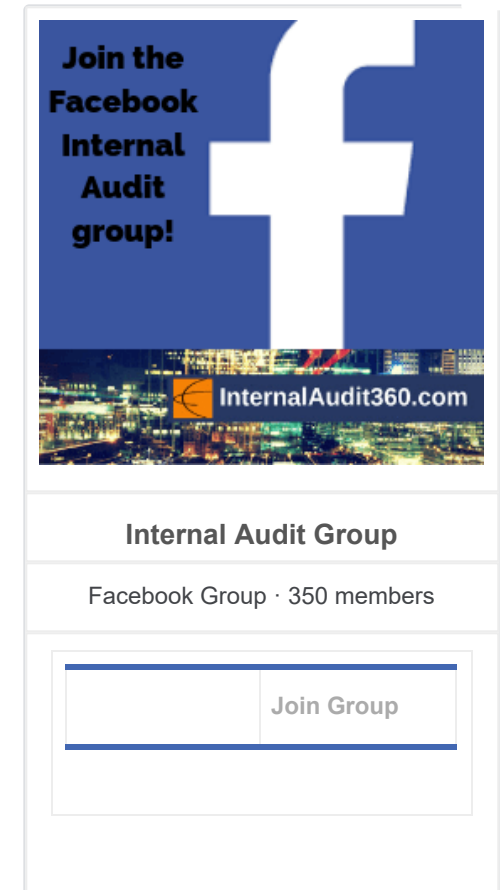 Join the
Facebook
Internal
Audit
group!
InternalAudit360.com
Internal Audit Group
Facebook Group · 350 members
Join Group